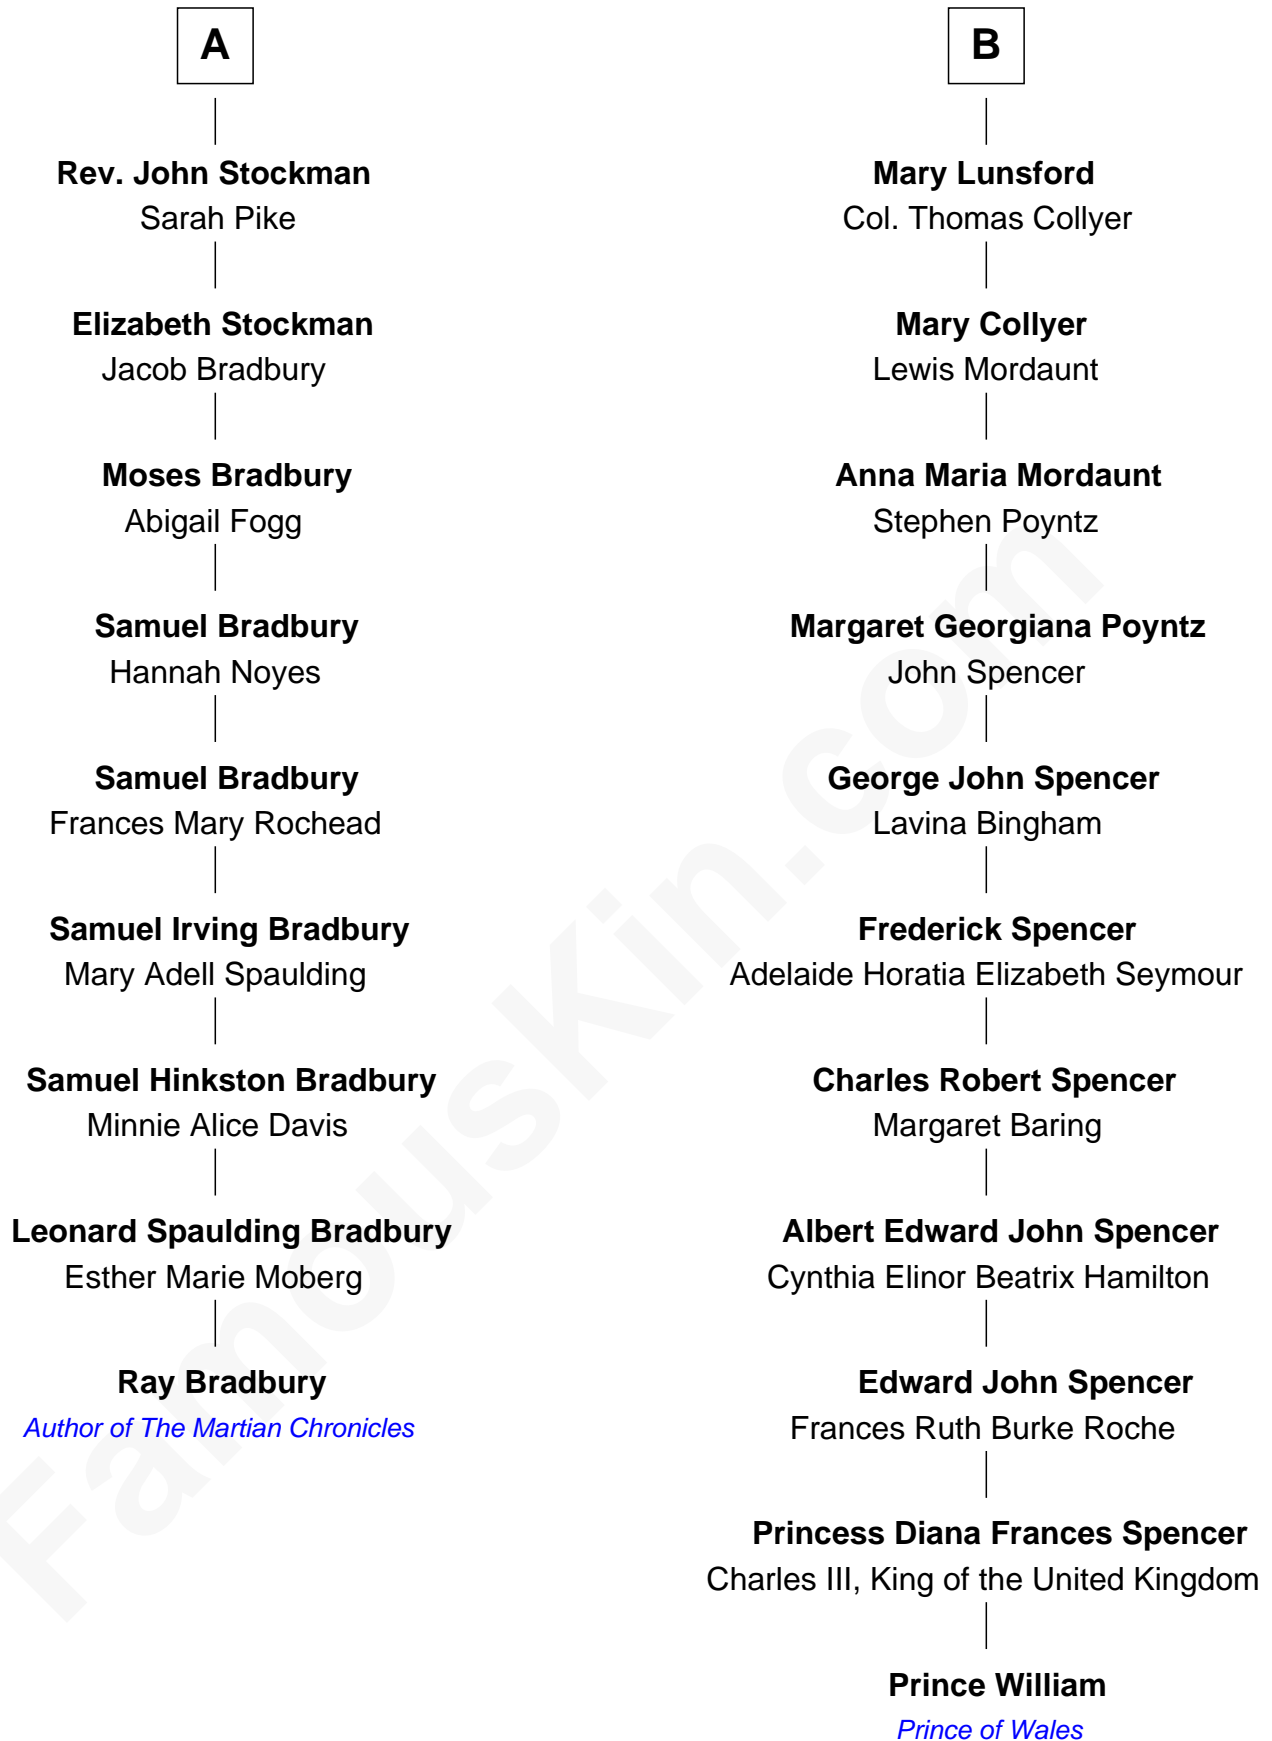 A
Rev. John Stockman
Sarah Pike
Elizabeth Stockman
Jacob Bradbury
Moses Bradbury
Abigail Fogg
Samuel Bradbury
Hannah Noyes
Samuel Bradbury
Frances Mary Rochead
Samuel Irving Bradbury
Mary Adell Spaulding
Samuel Hinkston Bradbury
Minnie Alice Davis
Leonard Spaulding Bradbury
Esther Marie Moberg
Ray Bradbury
Author of The Martian Chronicles
B
Mary Lunsford
Col. Thomas Collyer
Mary Collyer
Lewis Mordaunt
Anna Maria Mordaunt
Stephen Poyntz
Margaret Georgiana Poyntz
John Spencer
George John Spencer
Lavina Bingham
Frederick Spencer
Adelaide Horatia Elizabeth Seymour
Charles Robert Spencer
Margaret Baring
Albert Edward John Spencer
Cynthia Elinor Beatrix Hamilton
Edward John Spencer
Frances Ruth Burke Roche
Princess Diana Frances Spencer
Charles III, King of the United Kingdom
Prince William
Prince of Wales
FamousKin.com